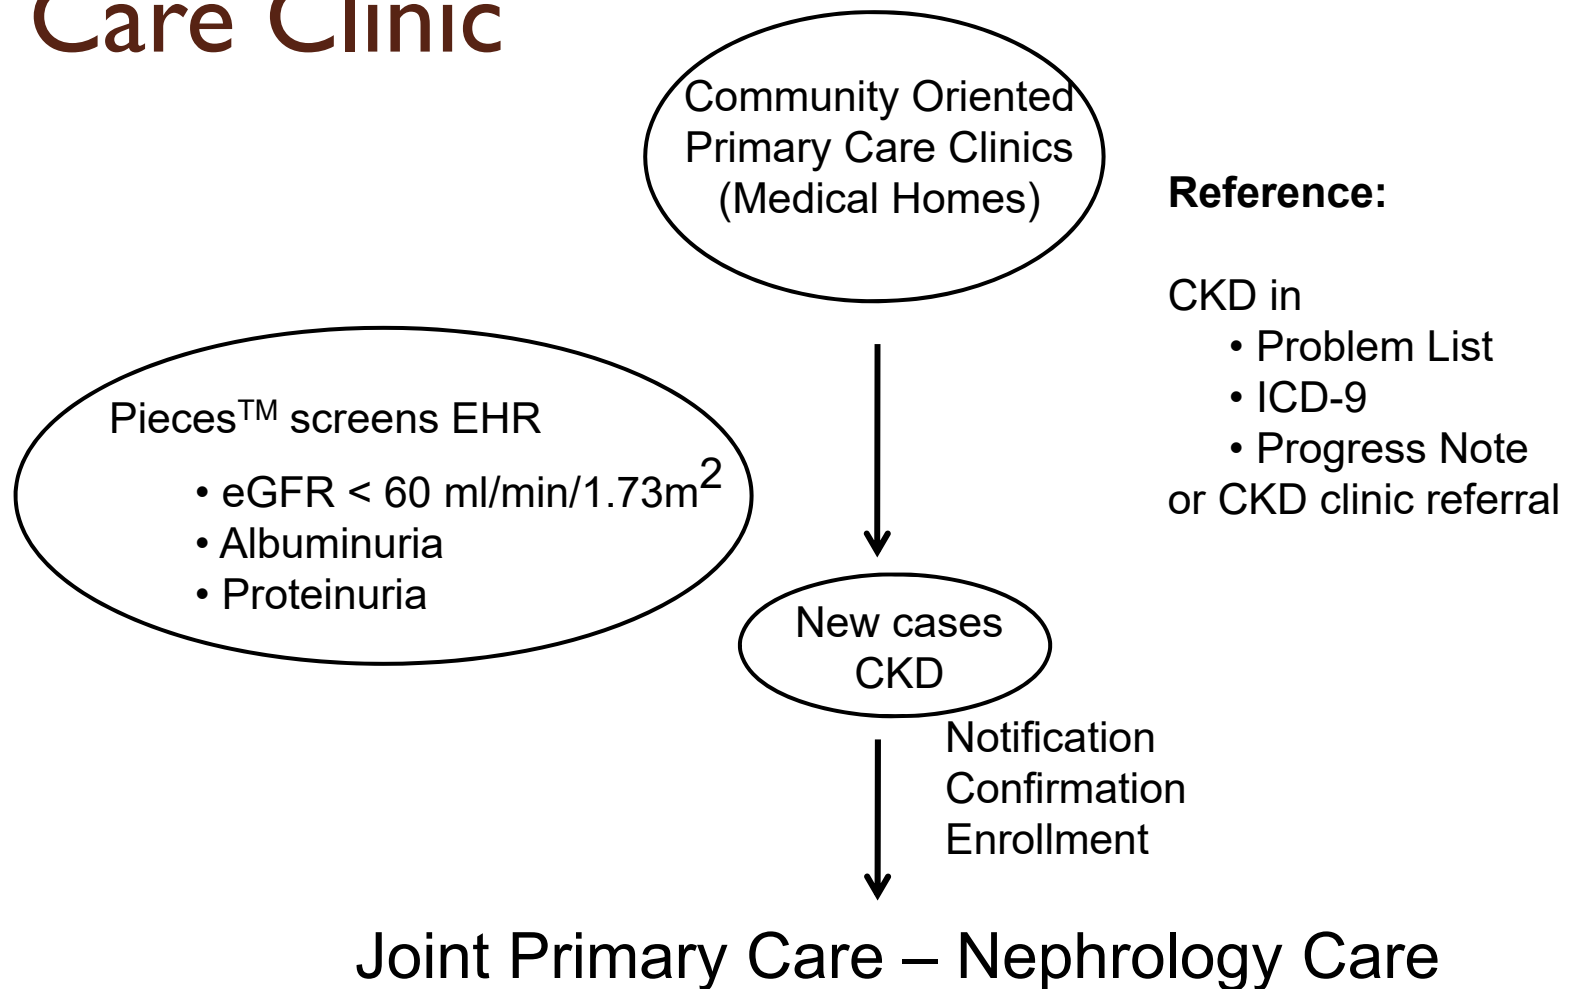 Care Clinic
Community Oriented
Primary Care Clinics
(Medical Homes)
Reference:
CKD in
• Problem List
• ICD-9
• Progress Note
or CKD clinic referral
Pieces™ screens EHR
• eGFR < 60 ml/min/1.73m²
• Albuminuria
• Proteinuria
New cases
CKD
Notification
Confirmation
Enrollment
Joint Primary Care – Nephrology Care